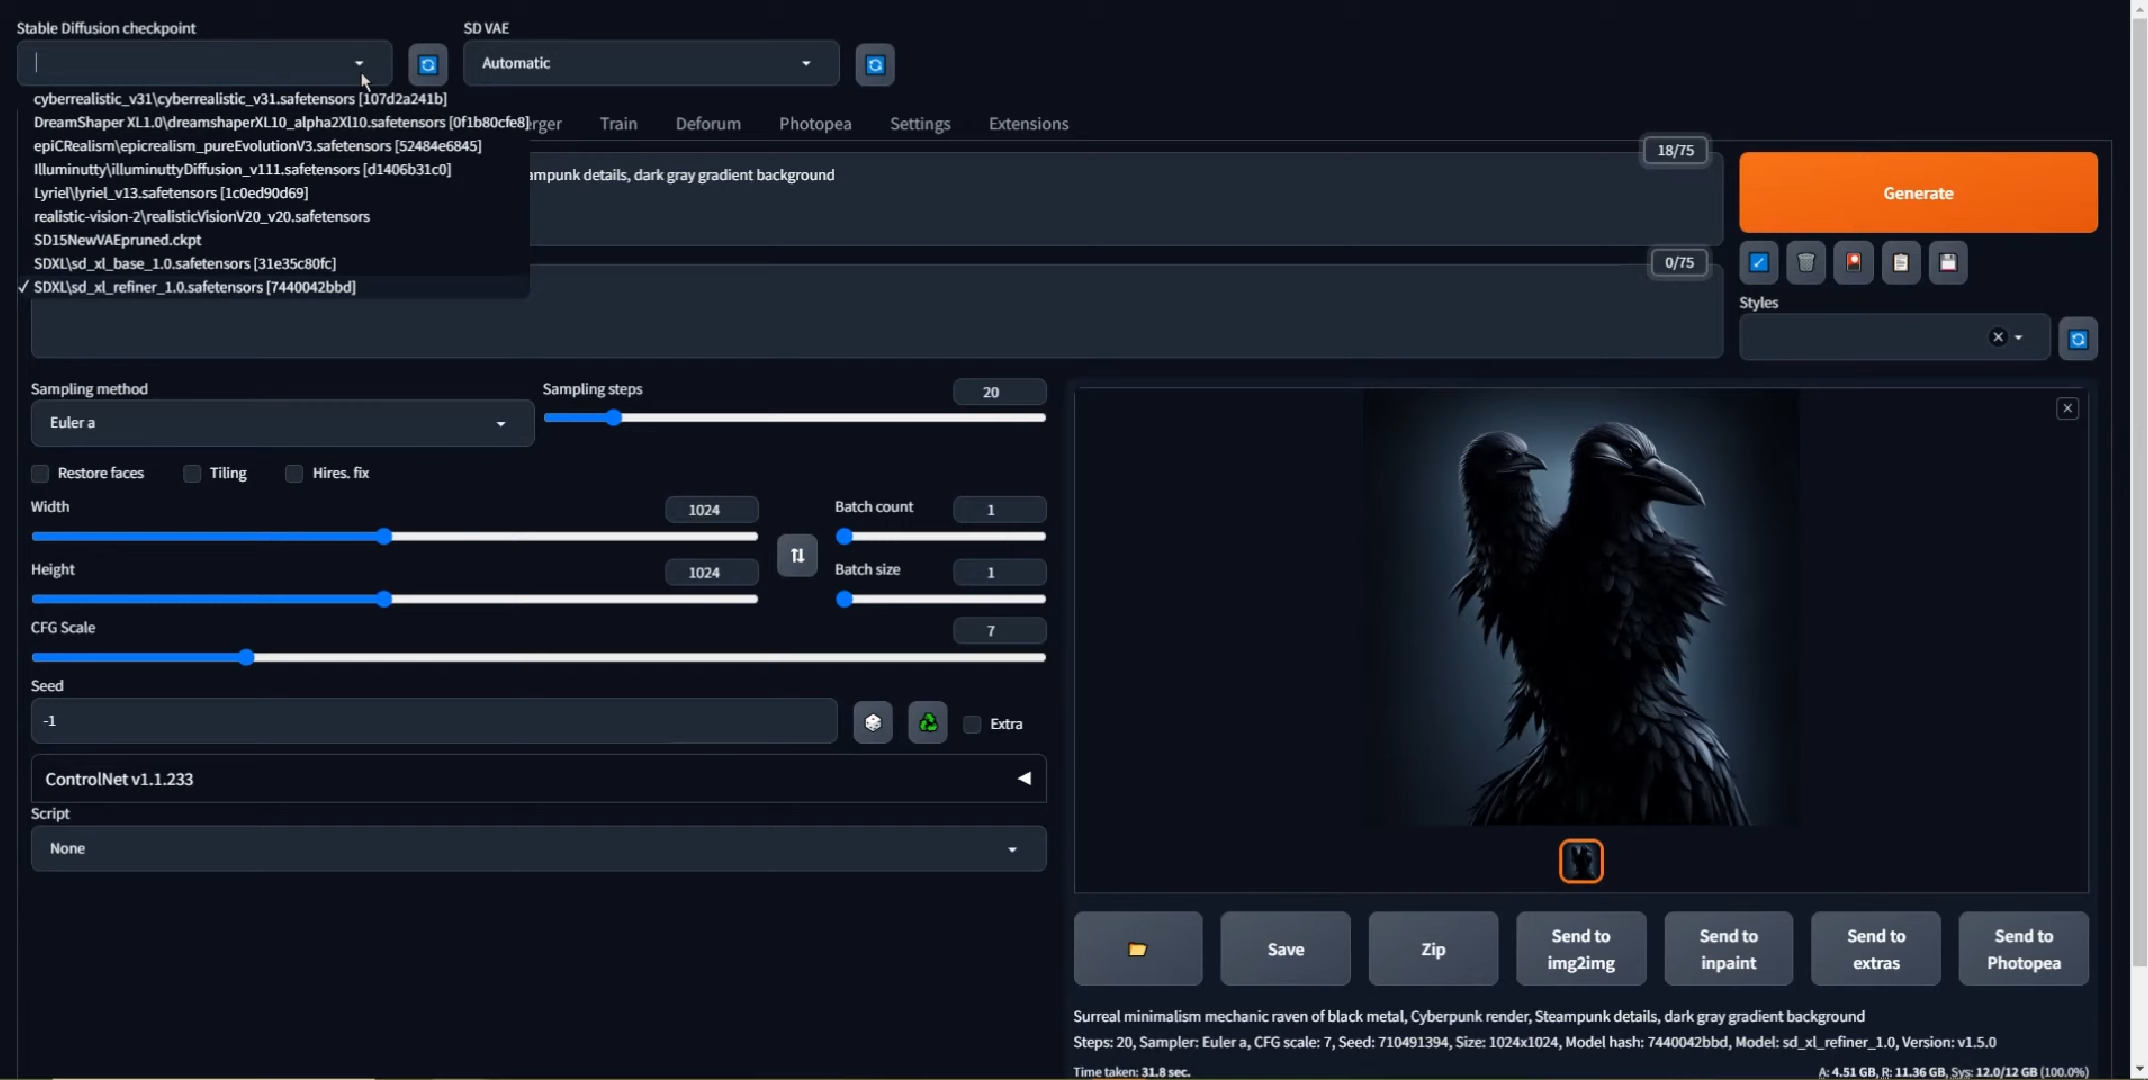 Stable Diffusion checkpoint
SD VAE
Automatic
cyberrealistic_v31\cyberrealistic_v31.safetensors [107d2a241b]
DreamShaper XL1.0\dreamshaperXL10_alpha2Xl10.safetensors [0f1b80cfe8]
epiCRealism\epicrealism_pureEvolutionV3.safetensors [52484e6845]
Illuminutty\illuminuttyDiffusion_v111.safetensors [d1406b31c0]
Lyriel\lyriel_v13.safetensors [1c0ed90d69]
realistic-vision-2\realisticVisionV20_v20.safetensors
SD15NewVAEpruned.ckpt
SDXL\sd_xl_base_1.0.safetensors [31e35c80fc]
✓ SDXL\sd_xl_refiner_1.0.safetensors [7440042bbd]
erger Train Deforum Photopea Settings Extensions
18/75
ampunk details, dark gray gradient background
Generate
0/75
Styles
Sampling method
Euler a
Sampling steps
20
Restore faces Tiling Hires. fix
Width
1024
Batch count
1
Height
1024
Batch size
1
CFG Scale
7
Seed
-1
Extra
ControlNet v1.1.233
Script
None
Save
Zip
Send to
img2img
Send to
inpaint
Send to
extras
Send to
Photopea
Surreal minimalism mechanic raven of black metal, Cyberpunk render, Steampunk details, dark gray gradient background
Steps: 20, Sampler: Euler a, CFG scale: 7, Seed: 710491394, Size: 1024x1024, Model hash: 7440042bbd, Model: sd_xl_refiner_1.0, Version: v1.5.0
Time taken: 31.8 sec.
A: 4.51 GB, R: 11.36 GB, Sys: 12.0/12 GB (100.0%)